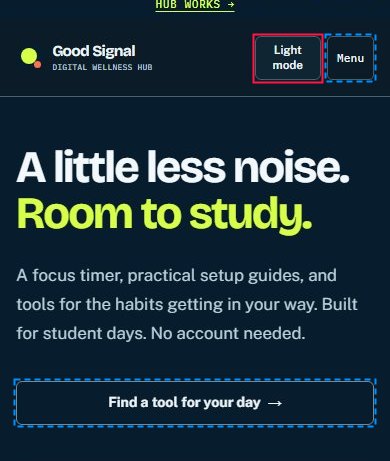 HUB WORKS →
Good Signal
DIGITAL WELLNESS HUB
Light
mode
Menu
A little less noise.
Room to study.
A focus timer, practical setup guides, and
tools for the habits getting in your way. Built
for student days. No account needed.
Find a tool for your day →